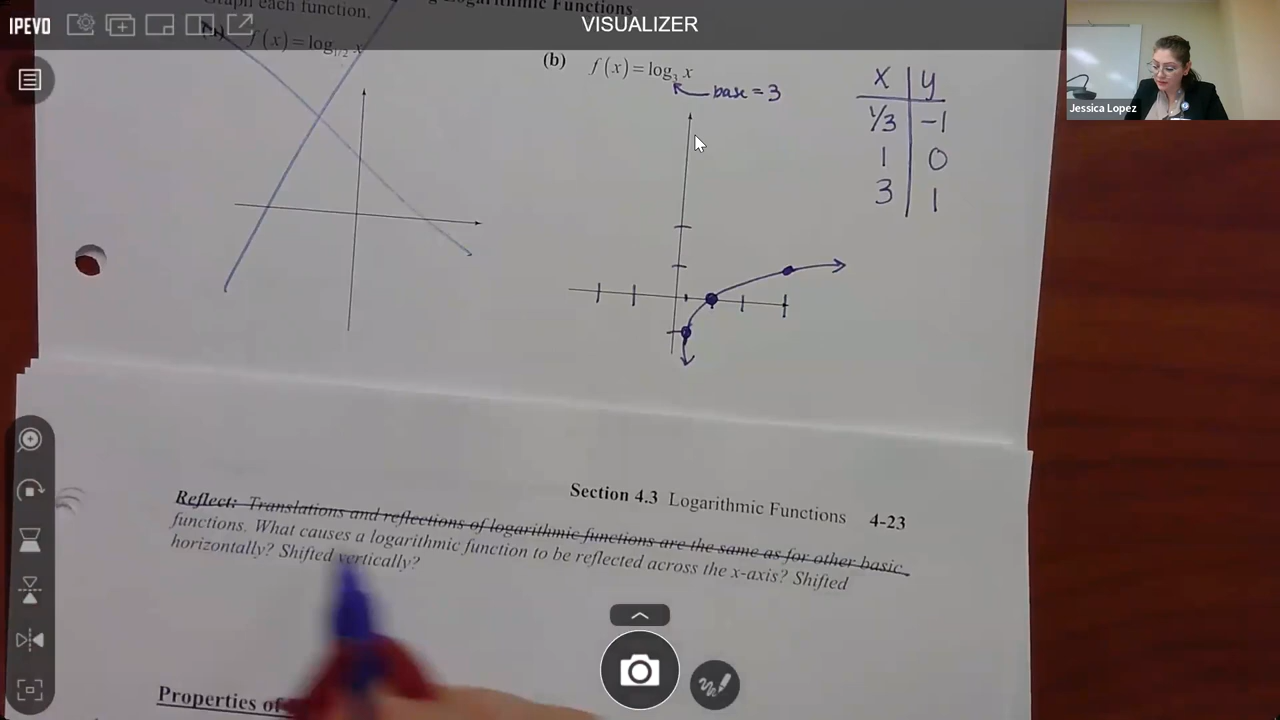 IPEVO
VISUALIZER
Graph each function.
Logarithmic Functions
f(x) = log1/2 x
(b) f(x) = log3 x
base = 3
x y
1/3 -1
1 0
3 1
Jessica Lopez
Section 4.3 Logarithmic Functions 4-23
Reflect: Translations and reflections of logarithmic functions are the same as for other basic
functions. What causes a logarithmic function to be reflected across the x-axis? Shifted
horizontally? Shifted vertically?
Properties of